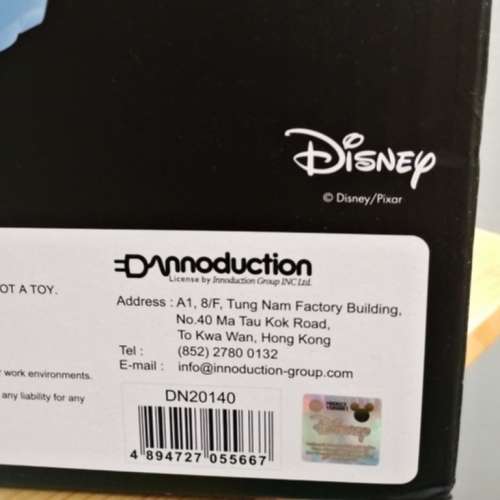 Disney
© Disney/Pixar
innoduction
License by Innoduction Group INC Ltd.
OT A TOY.
Address : A1, 8/F, Tung Nam Factory Building,
No.40 Ma Tau Kok Road,
To Kwa Wan, Hong Kong
Tel : (852) 2780 0132
E-mail : info@innoduction-group.com
r work environments.
any liability for any
DN20140
4 894727 055667
Disney